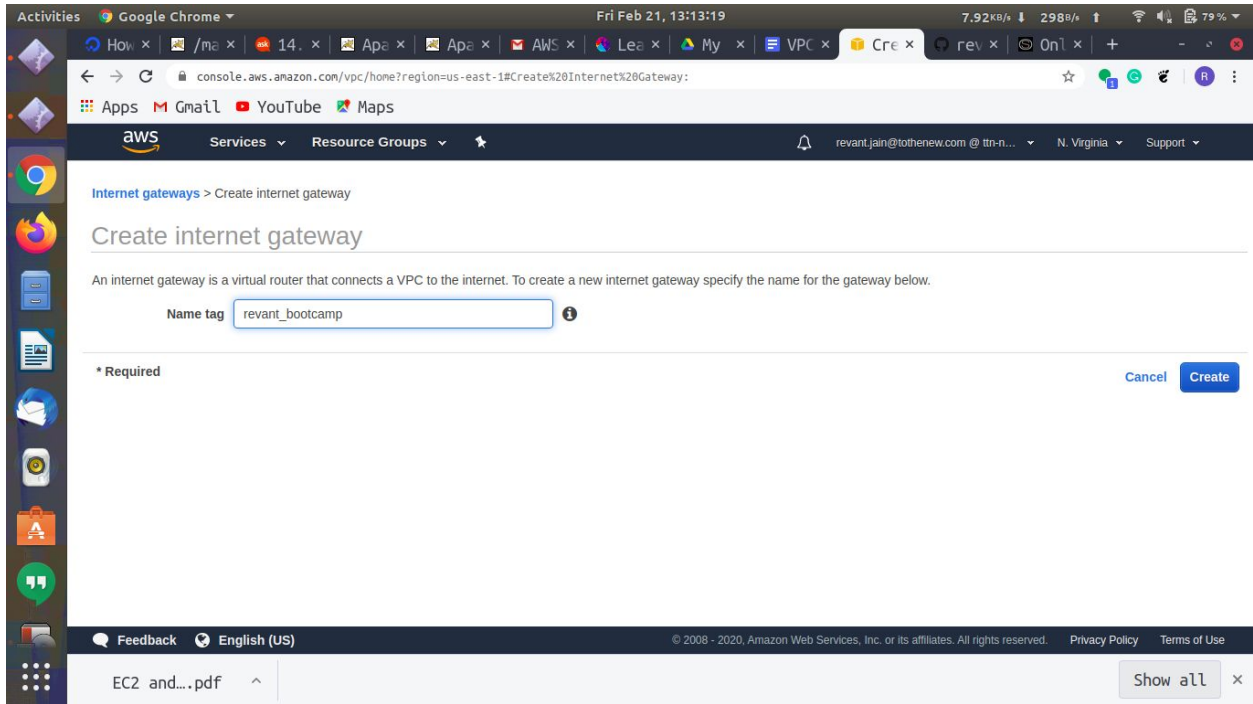 Activities Google Chrome Fri Feb 21, 13:13:19 7.92KB/s 298B/s 79%
How /ma 14. Apa Apa AWS Lea My VPC Cre rev Onl
console.aws.amazon.com/vpc/home?region=us-east-1#Create%20Internet%20Gateway:
1 G R
Apps Gmail YouTube Maps
aws Services Resource Groups revant.jain@tothenew.com @ ttn-n... N. Virginia Support
Internet gateways > Create internet gateway
Create internet gateway
An internet gateway is a virtual router that connects a VPC to the internet. To create a new internet gateway specify the name for the gateway below.
Name tag revant_bootcamp
* Required Cancel Create
Feedback English (US) © 2008 - 2020, Amazon Web Services, Inc. or its affiliates. All rights reserved. Privacy Policy Terms of Use
EC2 and….pdf Show all